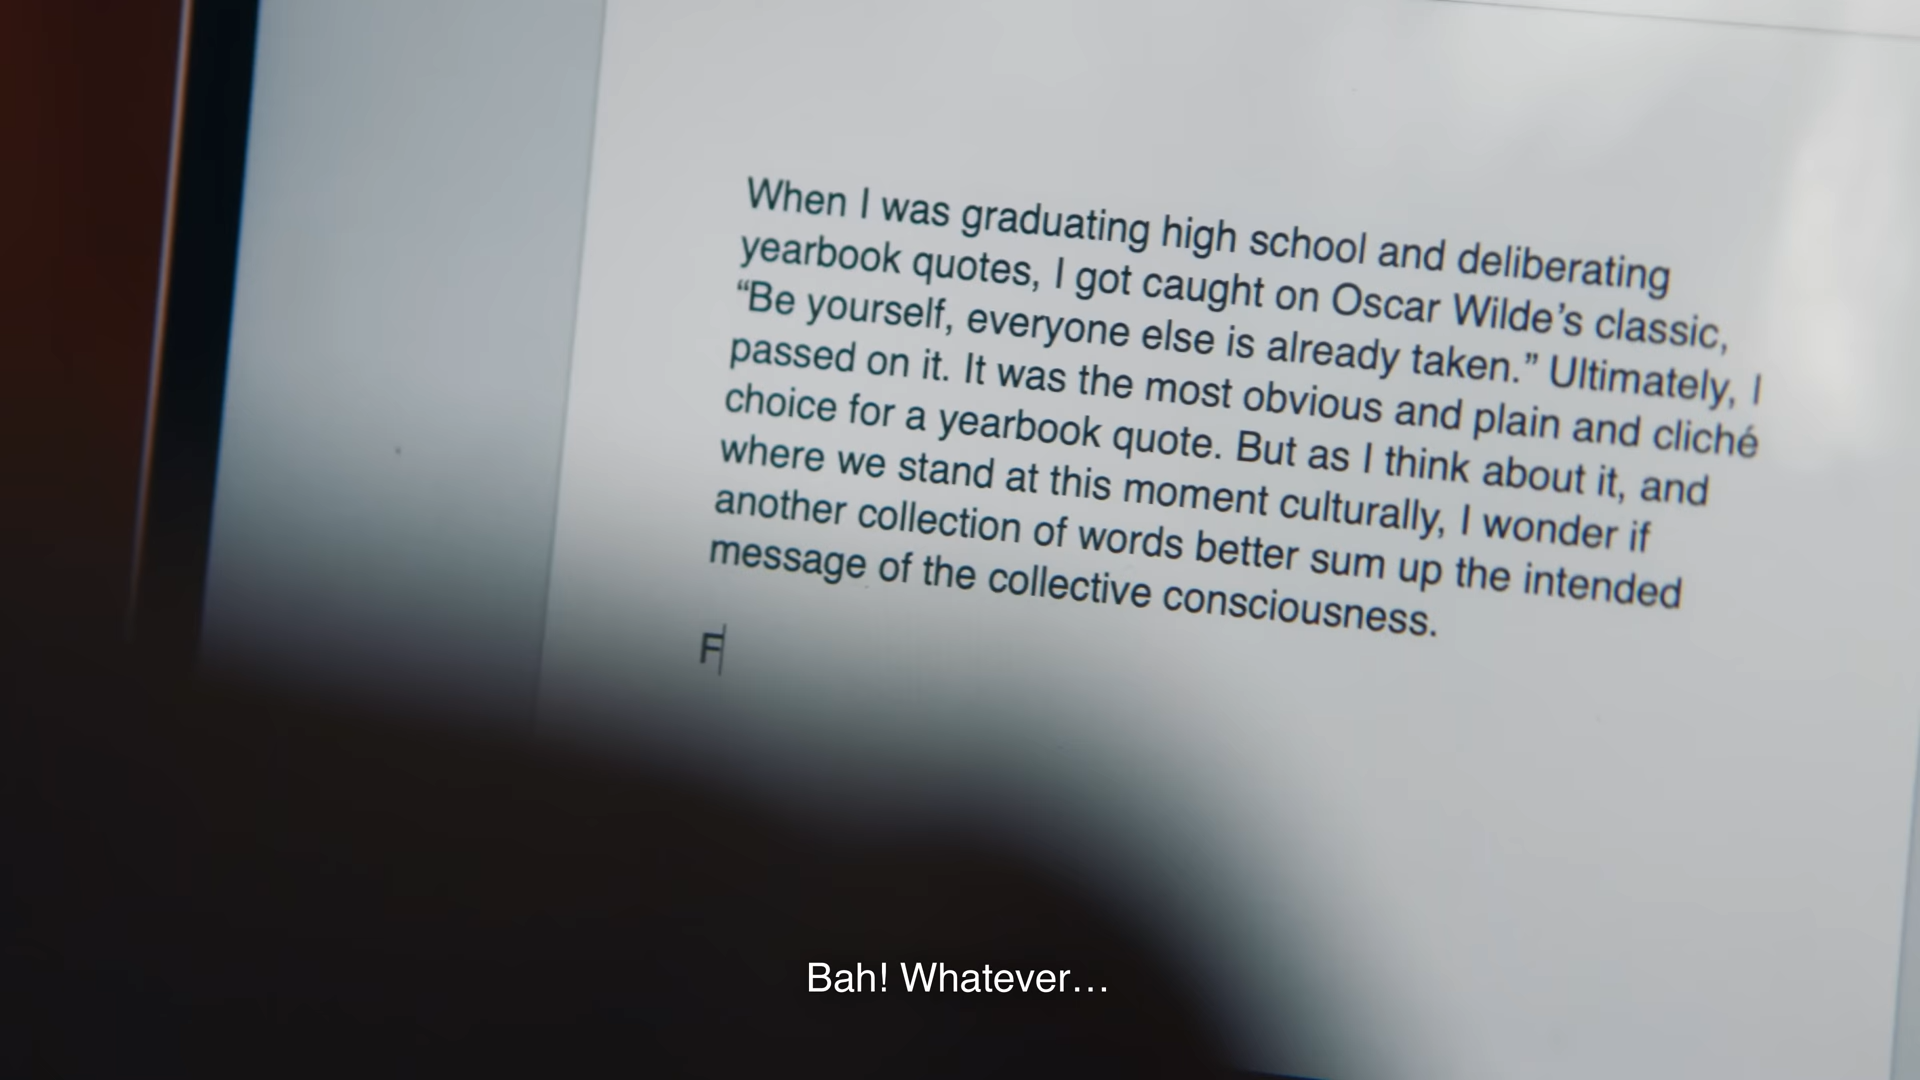 When I was graduating high school and deliberating
yearbook quotes, I got caught on Oscar Wilde’s classic,
“Be yourself, everyone else is already taken.” Ultimately, I
passed on it. It was the most obvious and plain and cliché
choice for a yearbook quote. But as I think about it, and
where we stand at this moment culturally, I wonder if
another collection of words better sum up the intended
message of the collective consciousness.
F
Bah! Whatever…